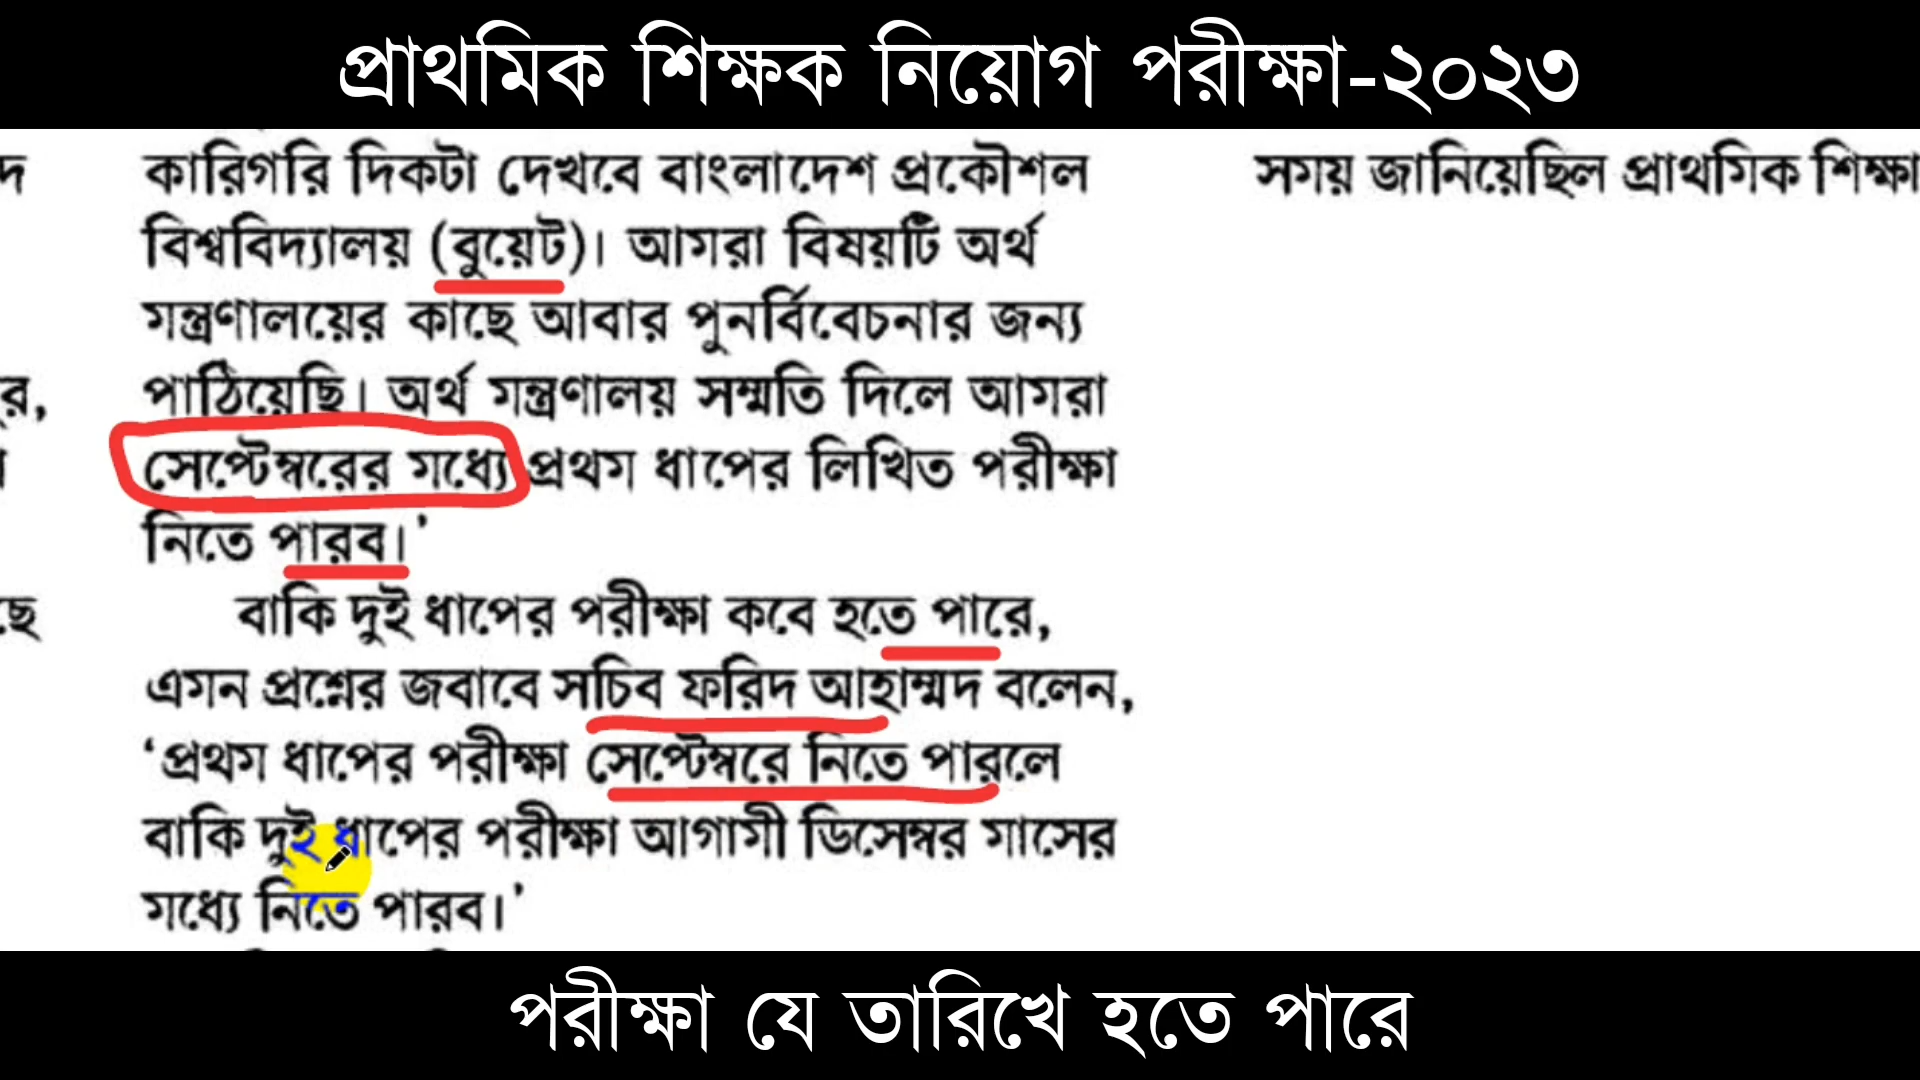 প্রাথমিক শিক্ষক নিয়োগ পরীক্ষা-২০২৩
কারিগরি দিকটা দেখবে বাংলাদেশ প্রকৌশল
বিশ্ববিদ্যালয় (বুয়েট)। আমরা বিষয়টি অর্থ
মন্ত্রণালয়ের কাছে আবার পুনর্বিবেচনার জন্য
পাঠিয়েছি। অর্থ মন্ত্রণালয় সম্মতি দিলে আমরা
সেপ্টেম্বরের মধ্যে প্রথম ধাপের লিখিত পরীক্ষা
নিতে পারব।’
বাকি দুই ধাপের পরীক্ষা কবে হতে পারে,
এমন প্রশ্নের জবাবে সচিব ফরিদ আহাম্মদ বলেন,
‘প্রথম ধাপের পরীক্ষা সেপ্টেম্বরে নিতে পারলে
বাকি দুই ধাপের পরীক্ষা আগামী ডিসেম্বর মাসের
মধ্যে নিতে পারব।’
সময় জানিয়েছিল প্রাথমিক শিক্ষা
পরীক্ষা যে তারিখে হতে পারে